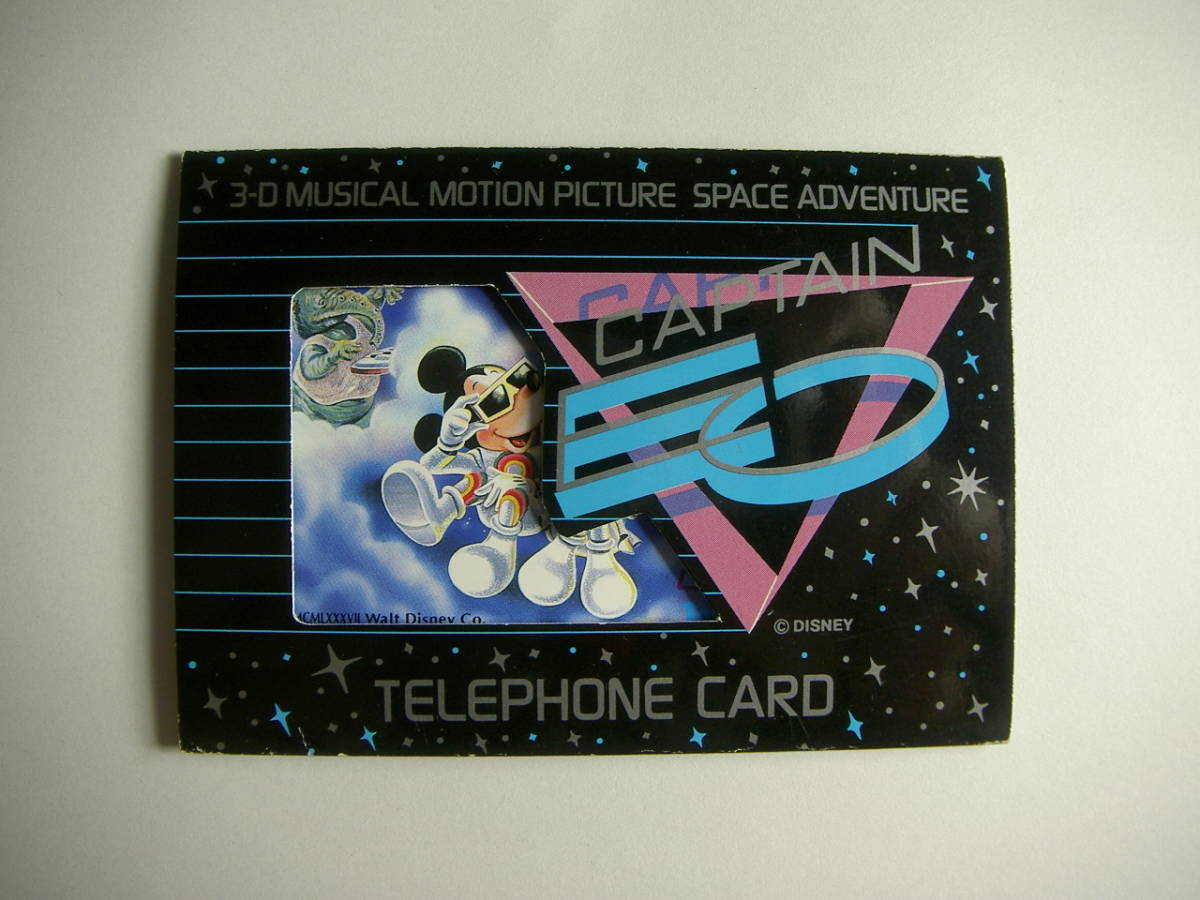 3-D MUSICAL MOTION PICTURE SPACE ADVENTURE
CAPTAIN
EO
MCMLXXXVII Walt Disney Co.
© DISNEY
TELEPHONE CARD